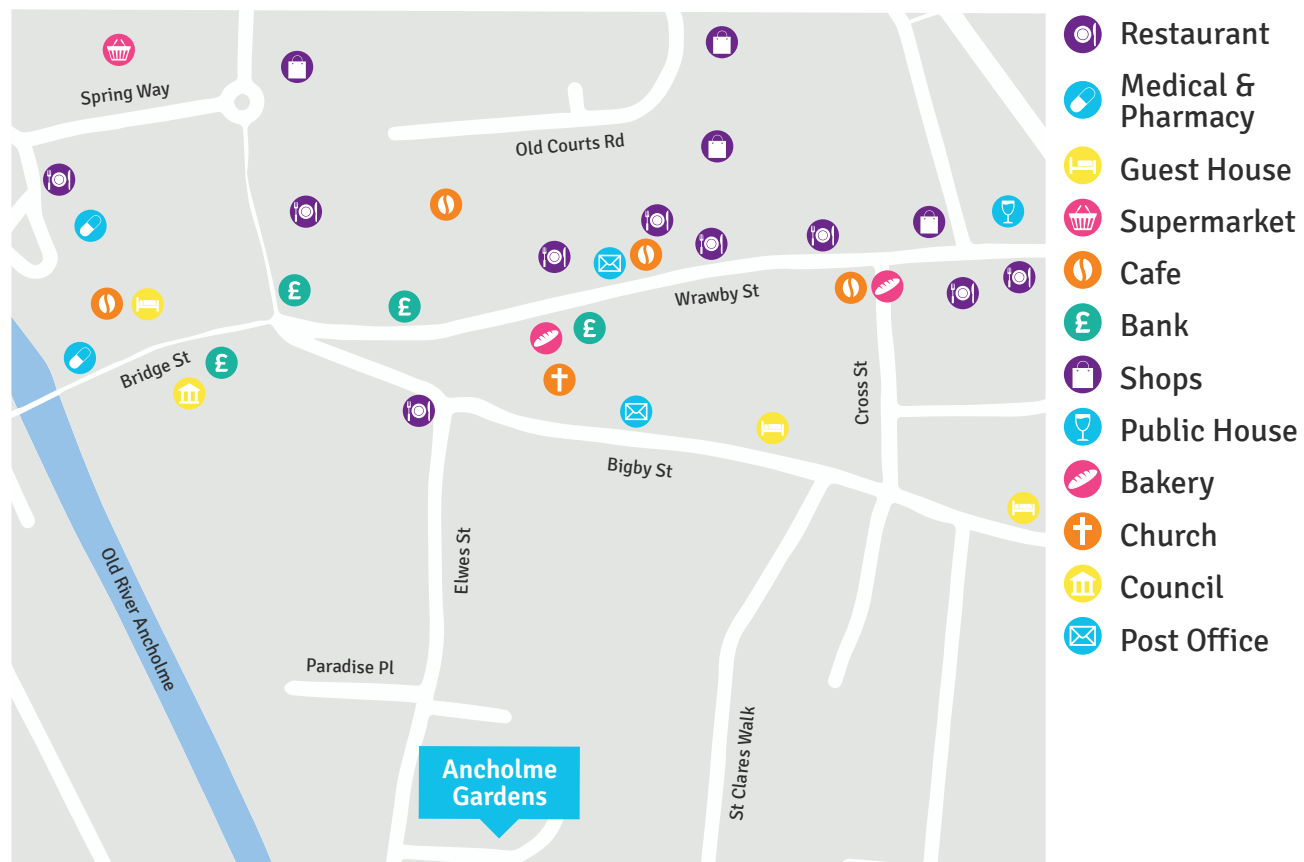 Spring Way
Old Courts Rd
Wrawby St
Bridge St
Cross St
Bigby St
Elwes St
Old River Ancholme
Paradise Pl
St Clares Walk
Ancholme
Gardens
£
£
£
£
Restaurant
Medical &
Pharmacy
Guest House
Supermarket
Cafe
£
Bank
Shops
Public House
Bakery
Church
Council
Post Office